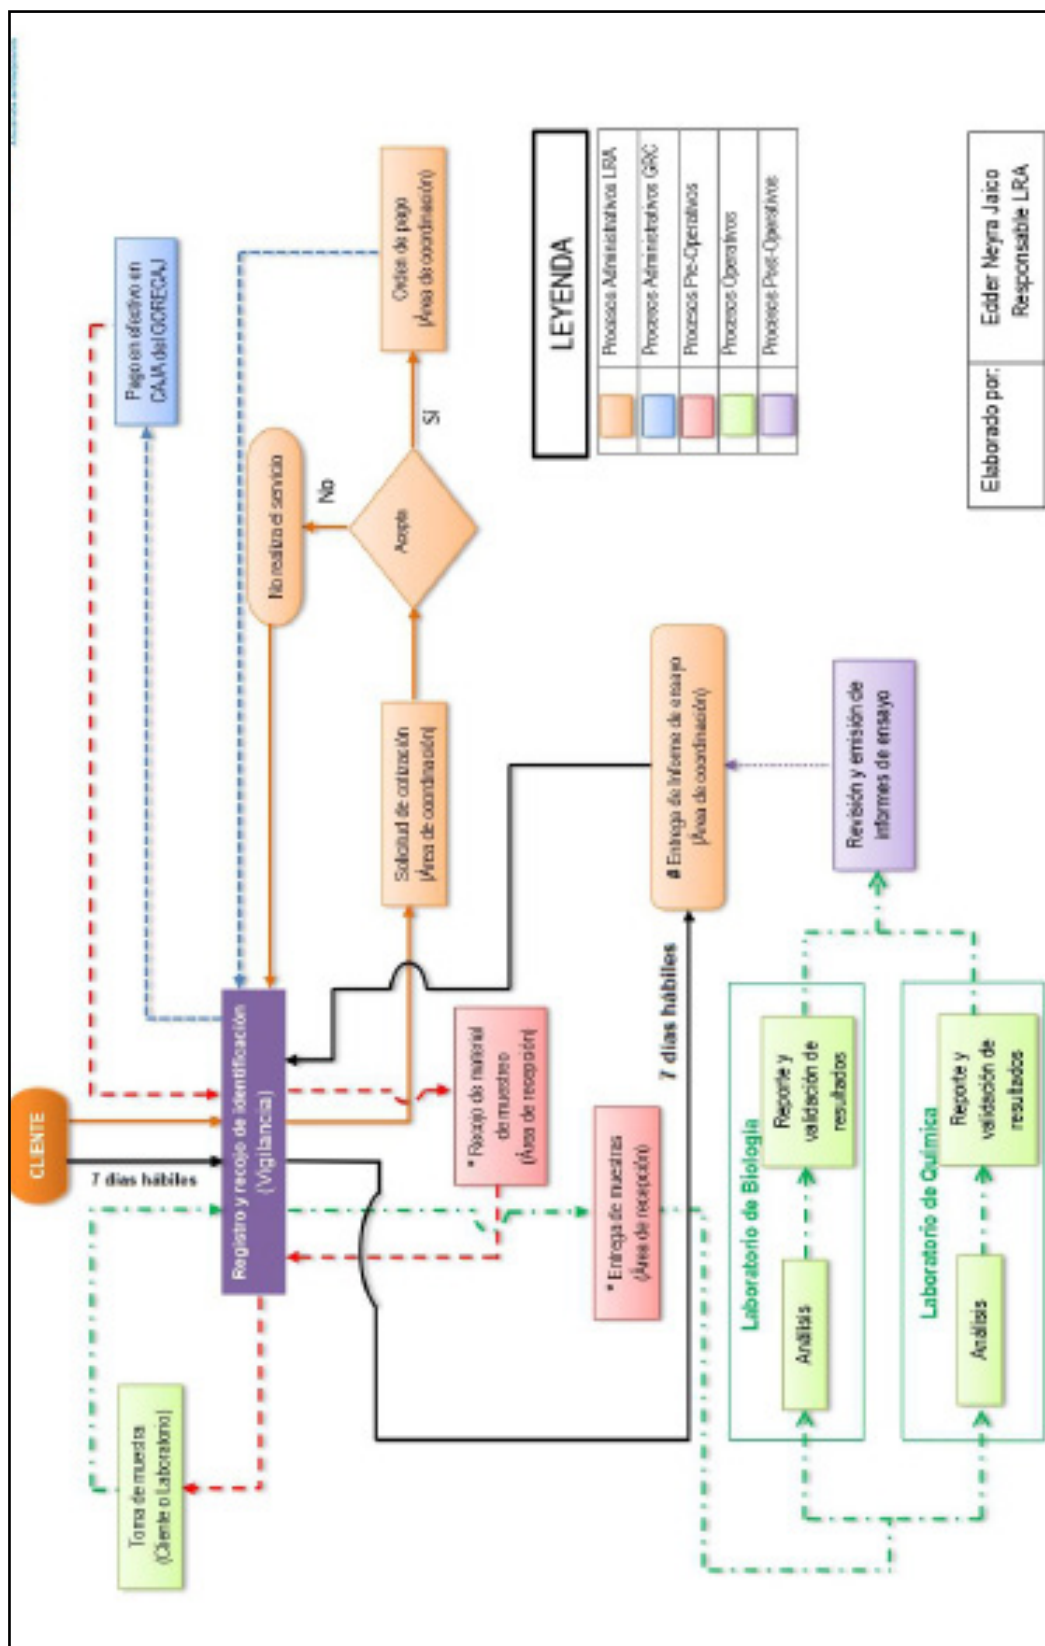 CLIENTE
7 días hábiles
Registro y recojo de identificación
(Vigilancia)
Toma de muestra
(Cliente o Laboratorio)
Pago en efectivo en
CAJA del GORECAJ
No realiza el servicio
No
Acepta
Sí
Orden de pago
(Área de coordinación)
Solicitud de cotización
(Área de coordinación)
* Recojo de material
de muestreo
(Área de recepción)
* Entrega de muestras
(Área de recepción)
7 días hábiles
# Entrega de Informe de ensayo
(Área de coordinación)
Laboratorio de Biología
Análisis
Reporte y
validación de
resultados
Laboratorio de Química
Análisis
Reporte y
validación de
resultados
Revisión y emisión de
informes de ensayo
LEYENDA
Procesos Administrativos LRA
Procesos Administrativos GRC
Procesos Pre-Operativos
Procesos Operativos
Procesos Post-Operativos
Elaborado por:
Edder Neyra Jaico
Responsable LRA